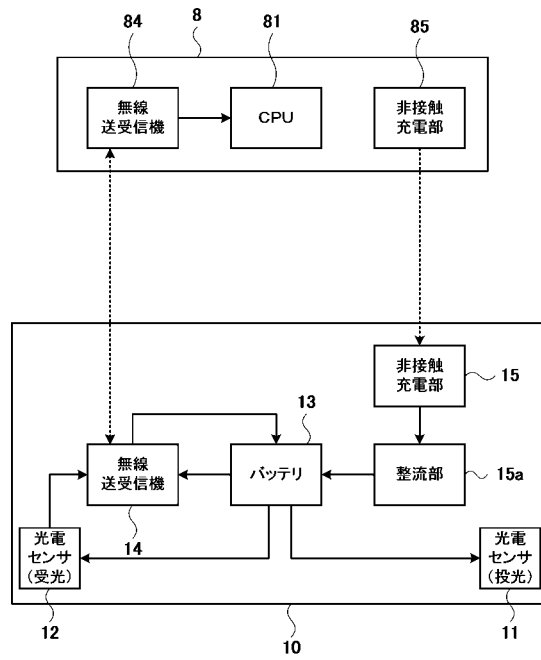 8
84
81
85
無線
送受信機
CPU
非接触
充電部
非接触
充電部
15
13
無線
送受信機
バッテリ
整流部
15a
14
光電
センサ
(受光)
光電
センサ
(投光)
12
10
11